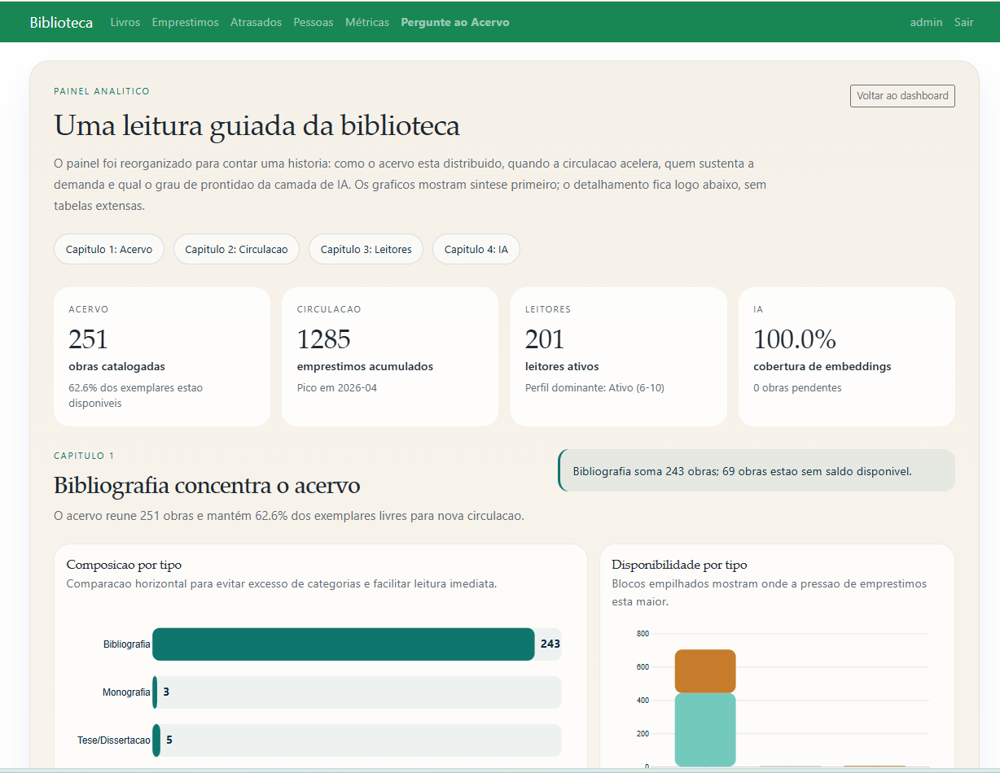 Biblioteca Livros Emprestimos Atrasados Pessoas Métricas Pergunte ao Acervo admin Sair
PAINEL ANALITICO
Voltar ao dashboard
Uma leitura guiada da biblioteca
O painel foi reorganizado para contar uma historia: como o acervo esta distribuido, quando a circulacao acelera, quem sustenta a
demanda e qual o grau de prontidao da camada de IA. Os graficos mostram sintese primeiro; o detalhamento fica logo abaixo, sem
tabelas extensas.
Capitulo 1: Acervo Capitulo 2: Circulacao Capitulo 3: Leitores Capitulo 4: IA
ACERVO
251
obras catalogadas
62.6% dos exemplares estao
disponiveis
CIRCULACAO
1285
emprestimos acumulados
Pico em 2026-04
LEITORES
201
leitores ativos
Perfil dominante: Ativo (6-10)
IA
100.0%
cobertura de embeddings
0 obras pendentes
CAPITULO 1
Bibliografia concentra o acervo
O acervo reune 251 obras e mantém 62.6% dos exemplares livres para nova circulacao.
Bibliografia soma 243 obras; 69 obras estao sem saldo disponivel.
Composicao por tipo
Comparacao horizontal para evitar excesso de categorias e facilitar leitura imediata.
Bibliografia 243
Monografia 3
Tese/Dissertacao 5
Disponibilidade por tipo
Blocos empilhados mostram onde a pressao de emprestimos
esta maior.
800
600
400
200
0